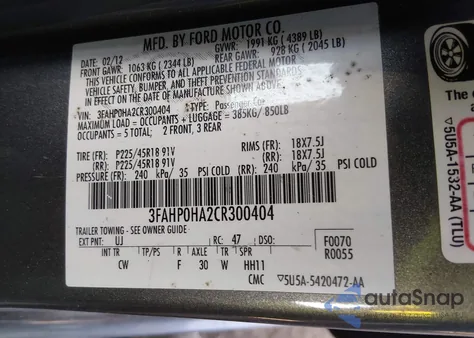 MFD. BY FORD MOTOR CO.
DATE: 02/12 GVWR: 1991 KG ( 4389 LB)
FRONT GAWR: 1063 KG ( 2344 LB) REAR GAWR: 928 KG ( 2045 LB)
THIS VEHICLE CONFORMS TO ALL APPLICABLE FEDERAL MOTOR
VEHICLE SAFETY, BUMPER, AND THEFT PREVENTION STANDARDS
IN EFFECT ON THE DATE OF MANUFACTURE SHOWN ABOVE.
VIN: 3FAHP0HA2CR300404 TYPE: Passenger Car
MAXIMUM LOAD = OCCUPANTS + LUGGAGE = 385KG/ 850LB
OCCUPANTS: 2 FRONT, 3 REAR
TIRE (FR): P225/45R18 91V RIMS (FR): 18X7.5J
(RR): P225/45R18 91V (RR): 18X7.5J
PRESSURE (FR): 240 kPa/ 35 PSI COLD (RR): 240 kPa/ 35 PSI COLD
3FAHP0HA2CR300404
TRAILER TOWING - SEE OWNER GUIDE
EXT PNT: UJ RC: 47 DSO: F0070
R0055
INT TR TP/PS R AXLE TR SPR
CW F 30 W HH11
CMC ▽5U5A-5420472-AA
The
▽5U5A-1532-AA (TLU)
autoSnap